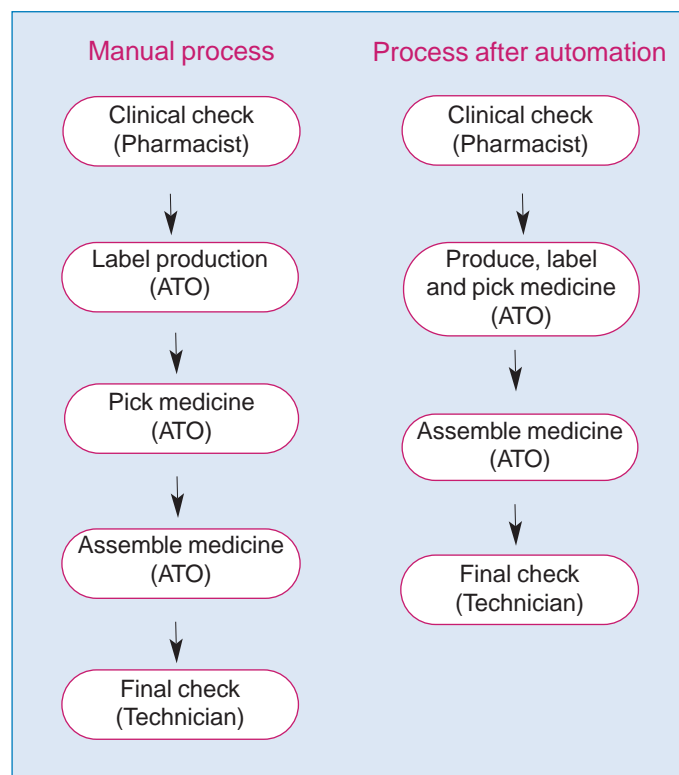 Manual process
Clinical check
(Pharmacist)
Label production
(ATO)
Pick medicine
(ATO)
Assemble medicine
(ATO)
Final check
(Technician)
Process after automation
Clinical check
(Pharmacist)
Produce, label
and pick medicine
(ATO)
Assemble medicine
(ATO)
Final check
(Technician)